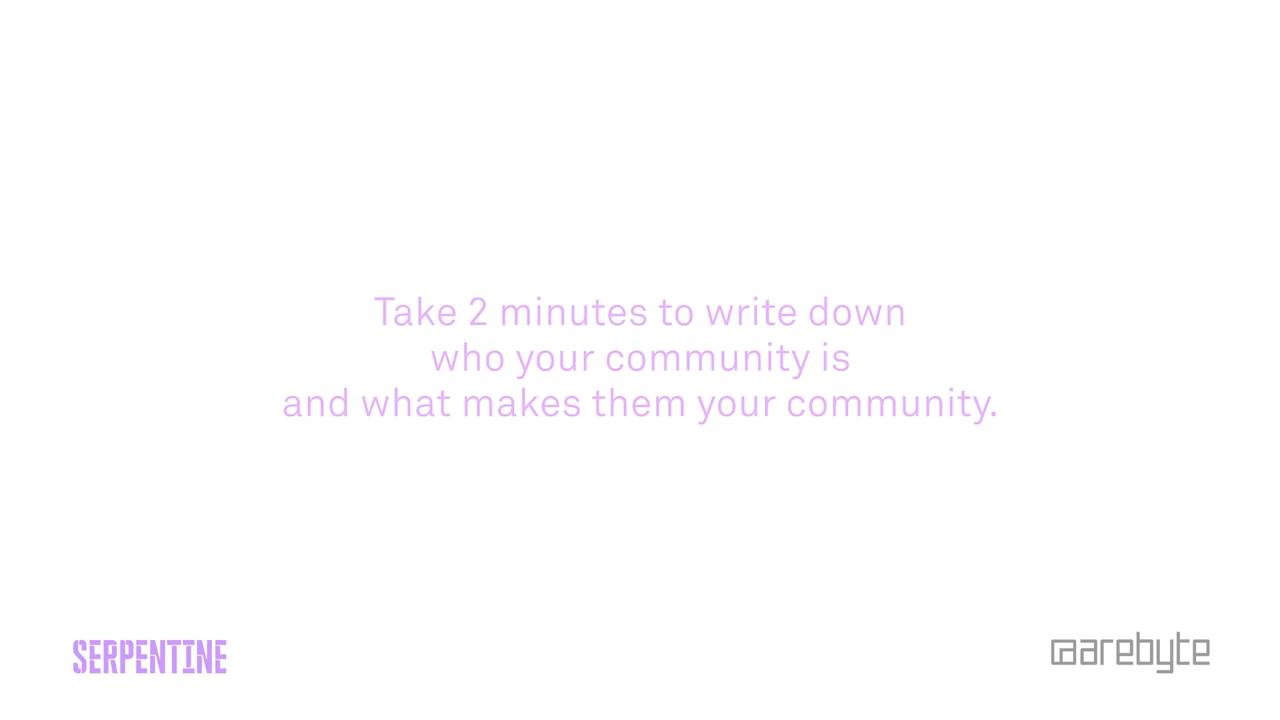 Take 2 minutes to write down
who your community is
and what makes them your community.
SERPENTINE
arebyte